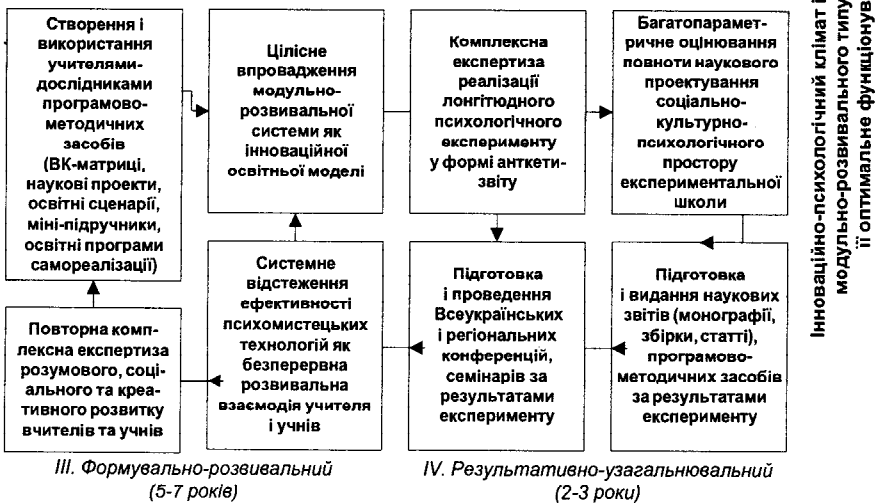 Створення і
використання
учителями-
дослідниками
програмово-
методичних
засобів
(ВК-матриці,
наукові проекти,
освітні сценарії,
міні-підручники,
освітні програми
самореалізації)
Цілісне
впровадження
модульно-
розвивальної
системи як
інноваційної
освітньої моделі
Комплексна
експертиза
реалізації
лонгітюдного
психологічного
експерименту
у формі анткети-
звіту
Багатопарамет-
ричне оцінювання
повноти наукового
проектування
соціально-
культурно-
психологічного
простору
експериментальної
школи
Повторна комп-
лексна експертиза
розумового, соці-
ального та креа-
тивного розвитку
вчителів та учнів
Системне
відстеження
ефективності
психомистецьких
технологій як
безперервна
розвивальна
взаємодія учителя
і учнів
Підготовка
і проведення
Всеукраїнських
і регіональних
конференцій,
семінарів за
результатами
експерименту
Підготовка
і видання наукових
звітів (монографії,
збірки, статті),
програмово-
методичних засобів
за результатами
експерименту
III. Формувально-розвивальний
(5-7 років)
IV. Результативно-узагальнювальний
(2-3 роки)
Інноваційно-психологічний клімат і
модульно-розвивального типу
її оптимальне функціонув